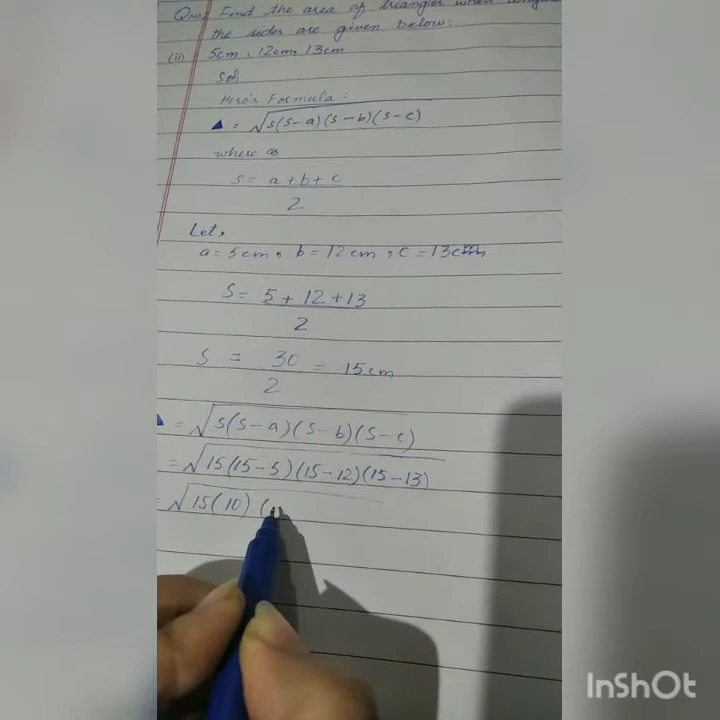 Find the area of triangles when
the sides are given below:
(ii) 5cm, 12cm, 13cm
Sol
Hero's Formula:
▲ = √s(s-a)(s-b)(s-c)
where as
s = a+b+c
2
Let,
a = 5cm, b = 12cm, c = 13cm
S = 5 + 12 + 13
2
S = 30 = 15cm
2
▲ = √s(s-a)(s-b)(s-c)
= √15(15-5)(15-12)(15-13)
= √15(10)(
InShOt